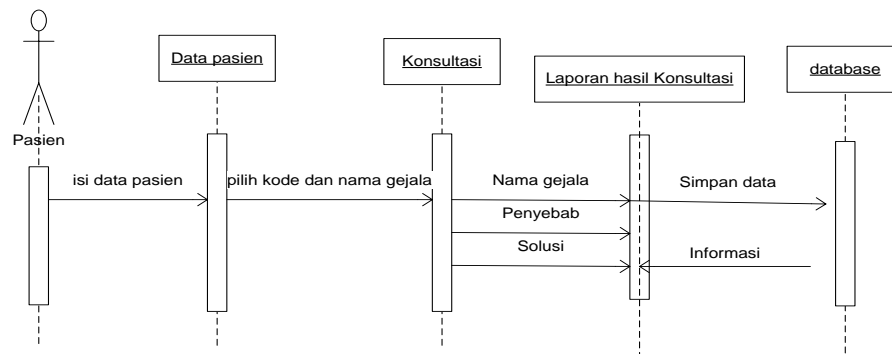 Data pasien
Konsultasi
Laporan hasil Konsultasi
database
Pasien
isi data pasien
pilih kode dan nama gejala
Nama gejala
Simpan data
Penyebab
Solusi
Informasi